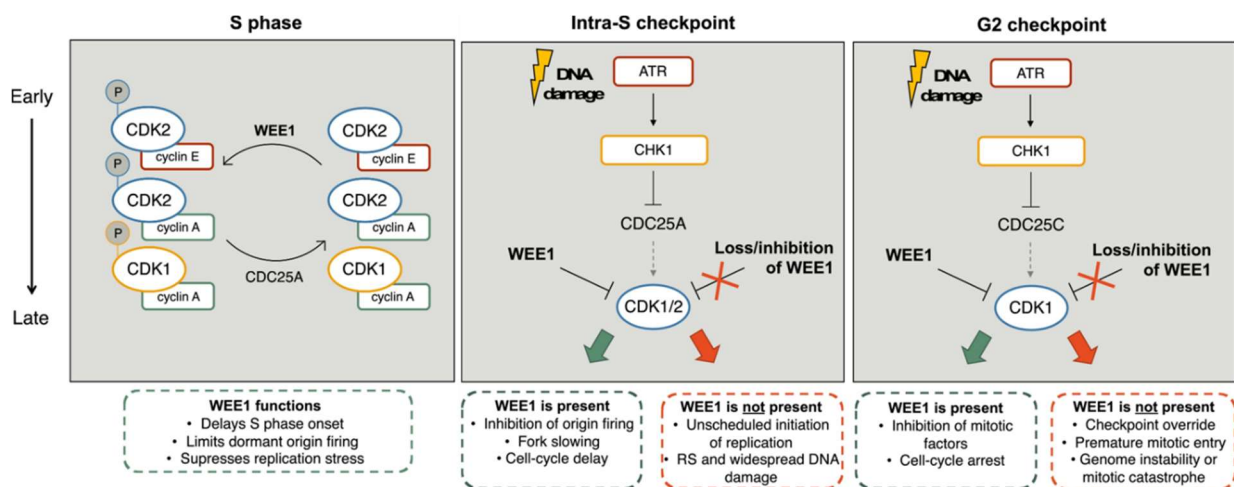 S phase
Early
Late
P
CDK2
cyclin E
P
CDK2
cyclin A
P
CDK1
cyclin A
WEE1
CDC25A
CDK2
cyclin E
CDK2
cyclin A
CDK1
cyclin A
WEE1 functions
• Delays S phase onset
• Limits dormant origin firing
• Supresses replication stress
Intra-S checkpoint
DNA
damage
ATR
CHK1
CDC25A
WEE1
Loss/inhibition
of WEE1
CDK1/2
WEE1 is present
• Inhibition of origin firing
• Fork slowing
• Cell-cycle delay
WEE1 is not present
• Unscheduled initiation
of replication
• RS and widespread DNA
damage
G2 checkpoint
DNA
damage
ATR
CHK1
CDC25C
WEE1
Loss/inhibition
of WEE1
CDK1
WEE1 is present
• Inhibition of mitotic
factors
• Cell-cycle arrest
WEE1 is not present
• Checkpoint override
• Premature mitotic entry
• Genome instability or
mitotic catastrophe